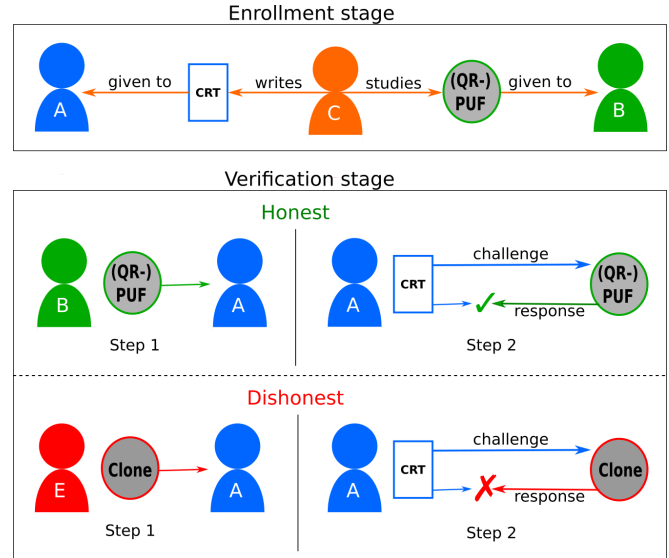 Enrollment stage
given to
writes
studies
given to
A
CRT
C
(QR-)
PUF
B
Verification stage
Honest
B
(QR-)
PUF
A
Step 1
A
CRT
challenge
response
(QR-)
PUF
Step 2
Dishonest
E
Clone
A
Step 1
A
CRT
challenge
response
Clone
Step 2